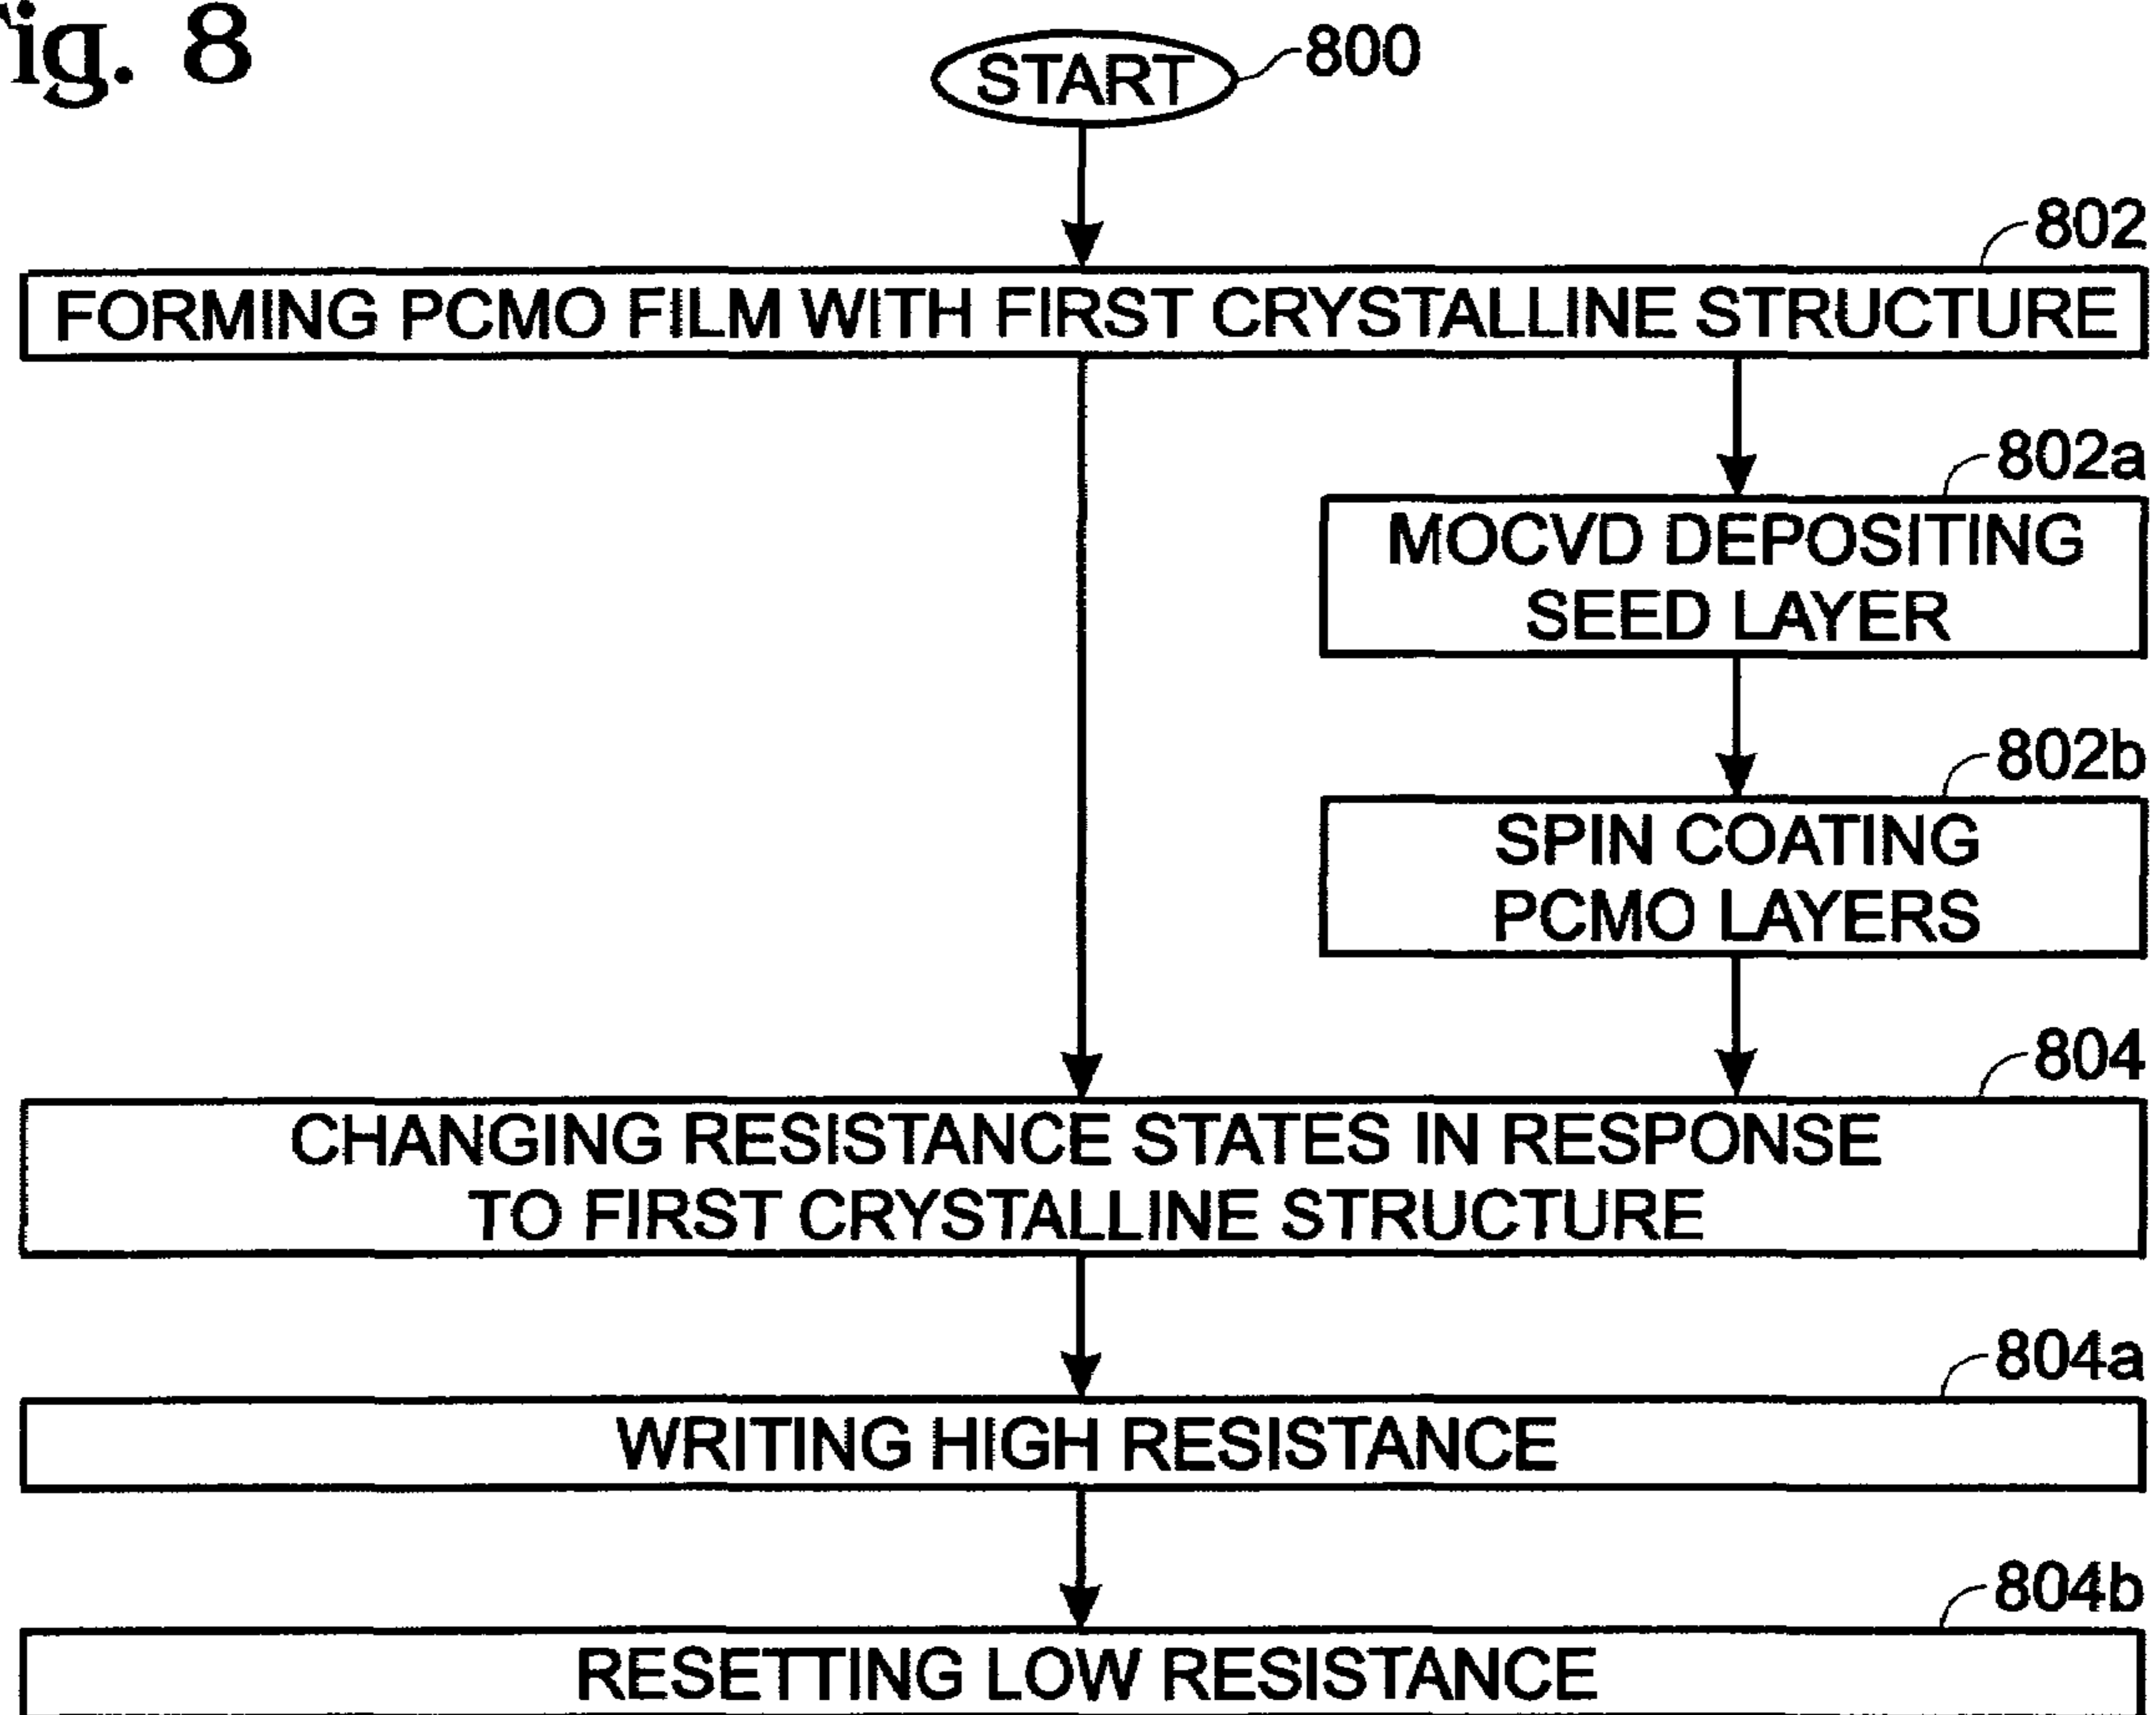 ig. 8
START
800
802
FORMING PCMO FILM WITH FIRST CRYSTALLINE STRUCTURE
802a
MOCVD DEPOSITING
SEED LAYER
802b
SPIN COATING
PCMO LAYERS
804
CHANGING RESISTANCE STATES IN RESPONSE
TO FIRST CRYSTALLINE STRUCTURE
804a
WRITING HIGH RESISTANCE
804b
RESETTING LOW RESISTANCE